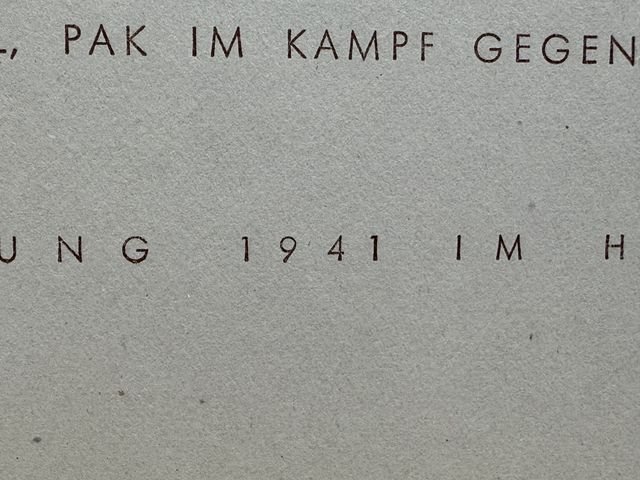 L, PAK IM KAMPF GEGEN
UNG 1941 IM H